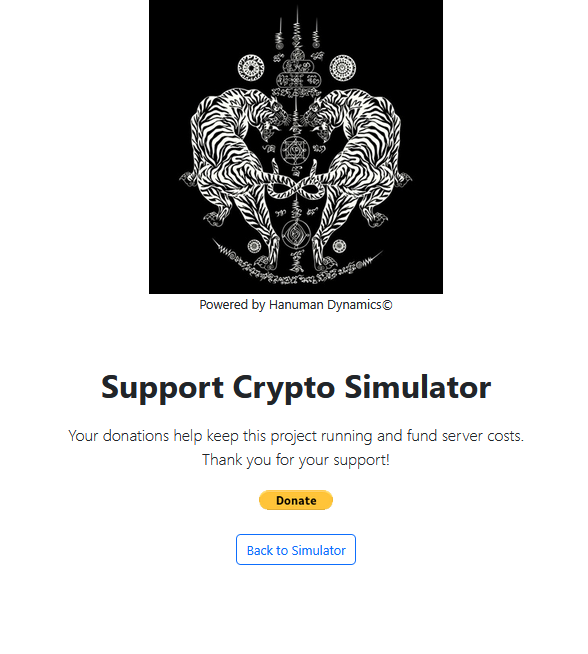 Powered by Hanuman Dynamics©
Support Crypto Simulator
Your donations help keep this project running and fund server costs.
Thank you for your support!
Donate
Back to Simulator